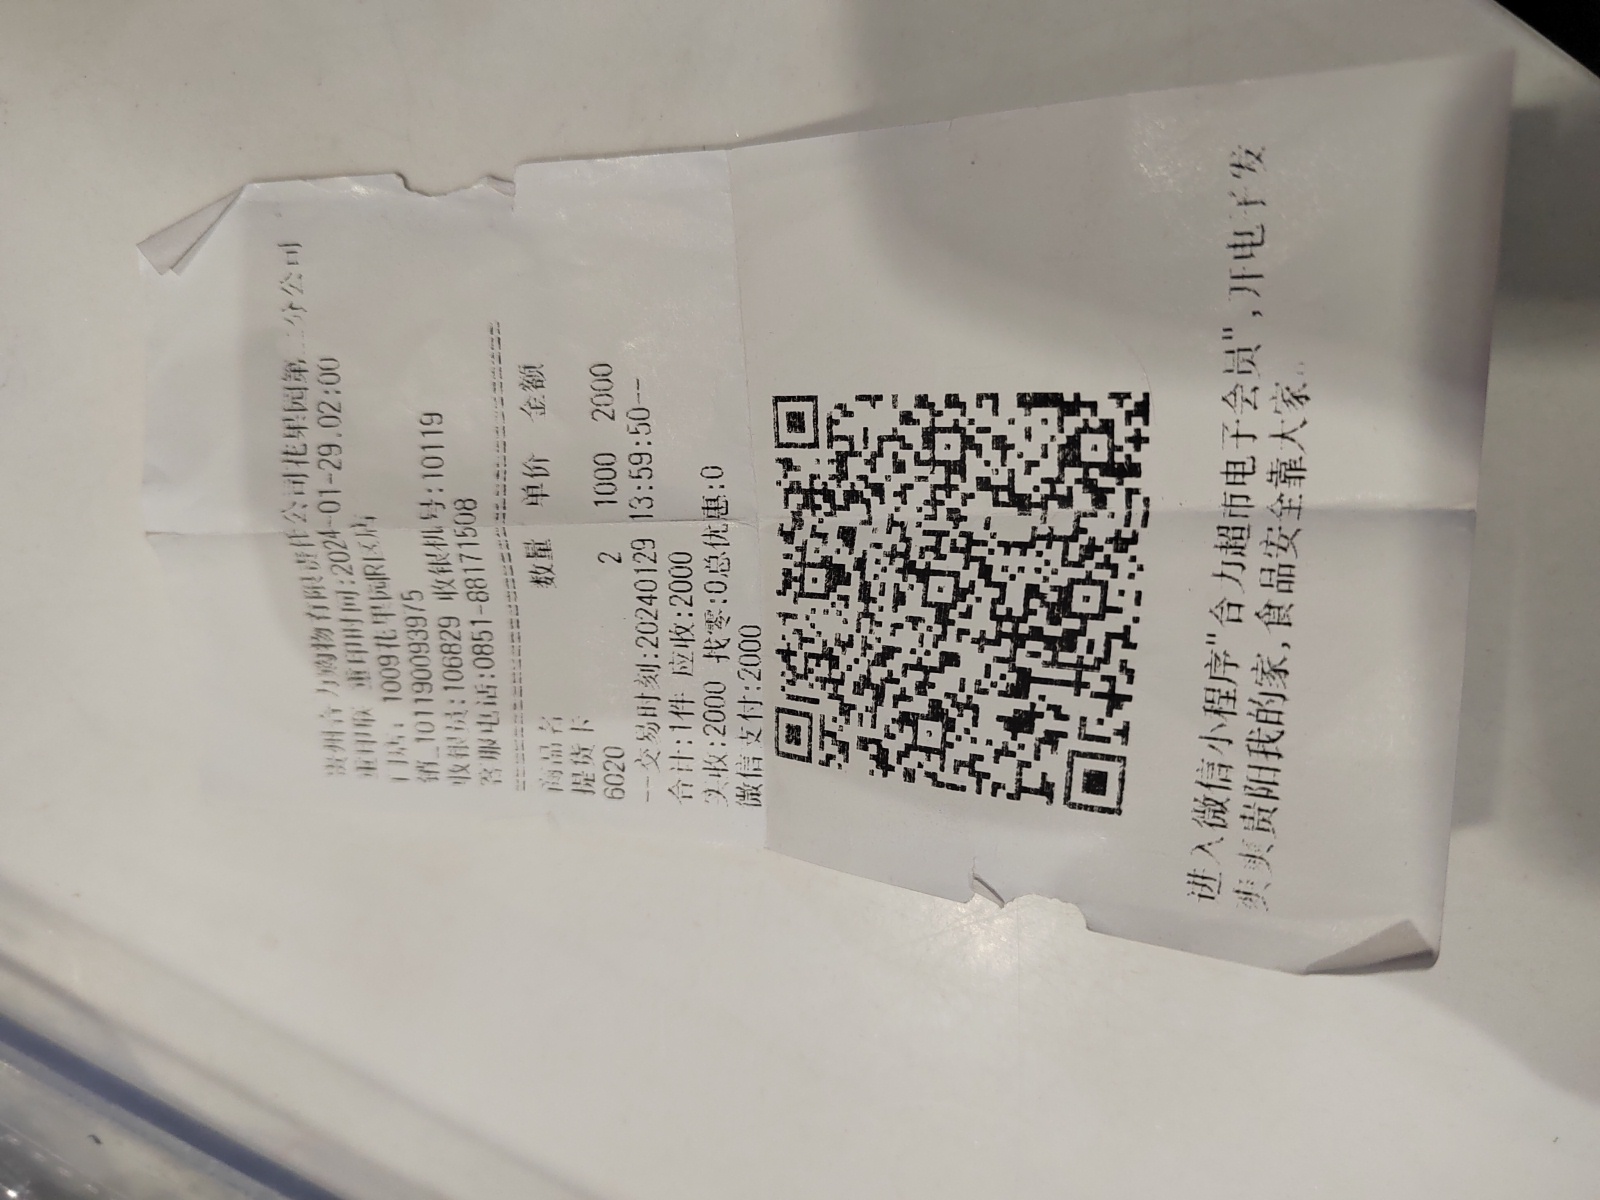 贵州合力购物有限责任公司花果园第二分公司
重印联 重印时间:2024-01-29.02:00
门店: 1009花果园R区店
销_1011900093975
收银员:106829 收银机号:10119
客服电话:0851-88171508
商品名 数量 单价 金额
提货卡
6020 2 1000 2000
---交易时刻:20240129 13:59:50---
合计:1件 应收:2000
实收:2000 找零:0总优惠:0
微信支付:2000
进入微信小程序"合力超市电子会员",开电子发
爽爽贵阳我的家,食品安全靠大家。